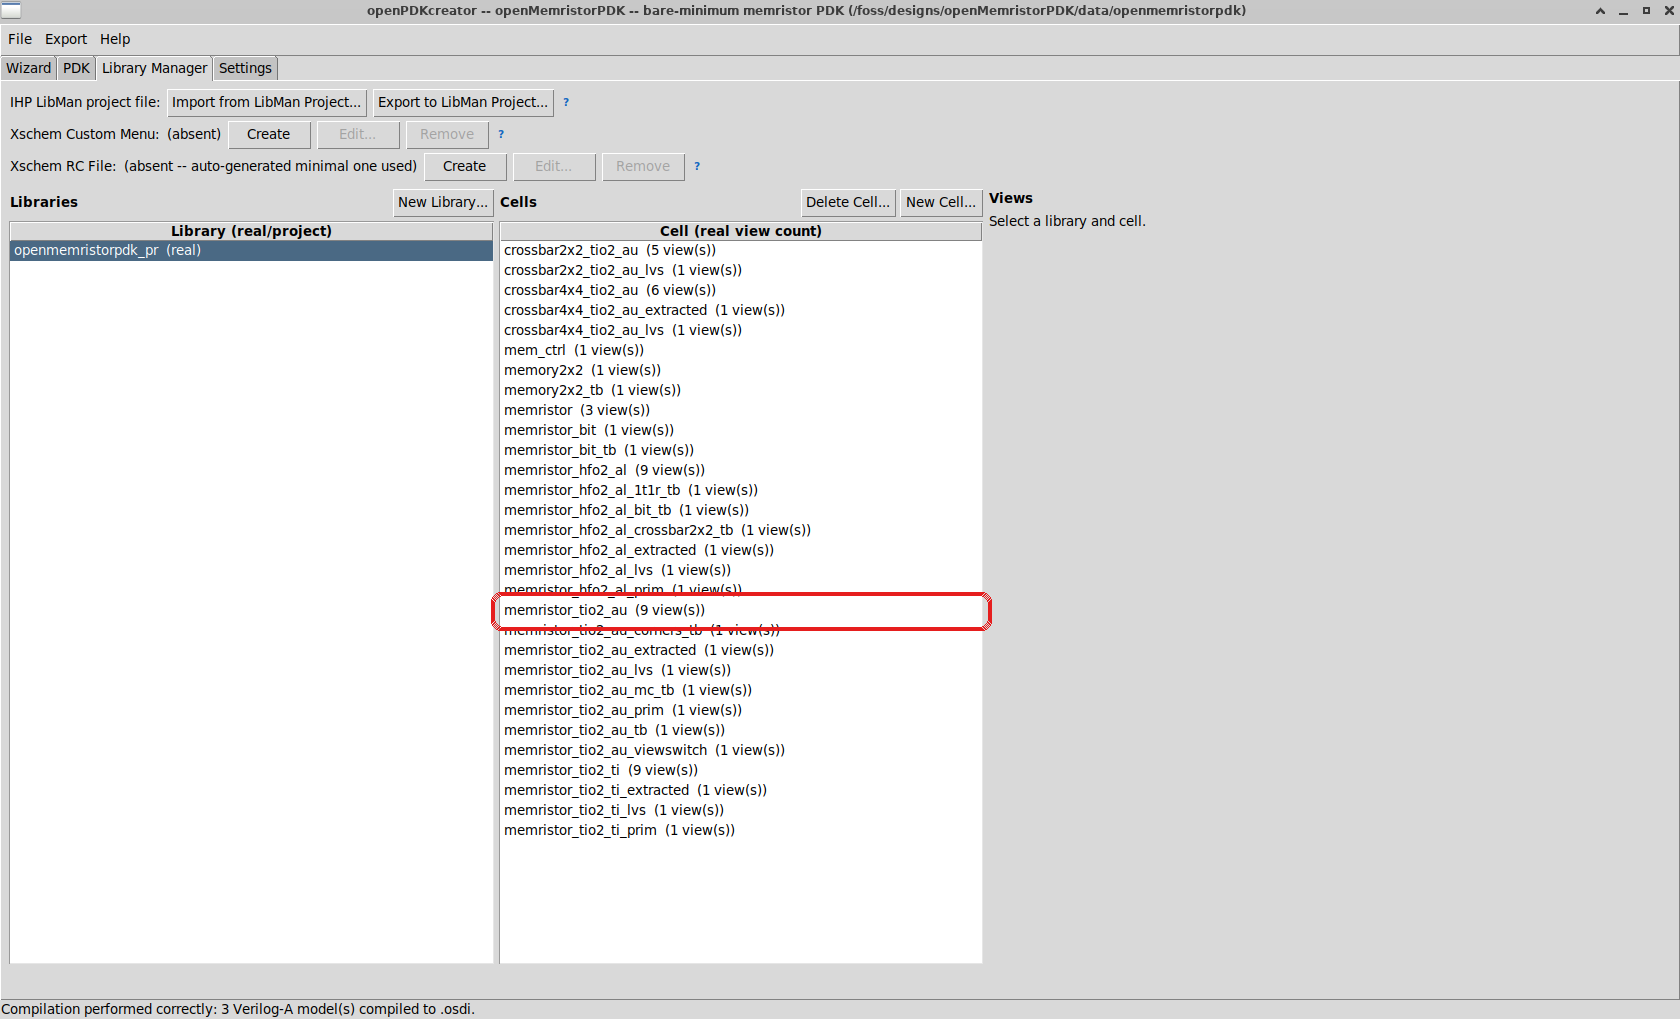 openPDKcreator -- openMemristorPDK -- bare-minimum memristor PDK (/foss/designs/openMemristorPDK/data/openmemristorpdk)
File Export Help
Wizard PDK Library Manager Settings
IHP LibMan project file: Import from LibMan Project... Export to LibMan Project... ?
Xschem Custom Menu: (absent) Create Edit... Remove ?
Xschem RC File: (absent -- auto-generated minimal one used) Create Edit... Remove ?
Libraries New Library... Cells Delete Cell... New Cell... Views
Select a library and cell.
Library (real/project)
openmemristorpdk_pr (real)
Cell (real view count)
crossbar2x2_tio2_au (5 view(s))
crossbar2x2_tio2_au_lvs (1 view(s))
crossbar4x4_tio2_au (6 view(s))
crossbar4x4_tio2_au_extracted (1 view(s))
crossbar4x4_tio2_au_lvs (1 view(s))
mem_ctrl (1 view(s))
memory2x2 (1 view(s))
memory2x2_tb (1 view(s))
memristor (3 view(s))
memristor_bit (1 view(s))
memristor_bit_tb (1 view(s))
memristor_hfo2_al (9 view(s))
memristor_hfo2_al_1t1r_tb (1 view(s))
memristor_hfo2_al_bit_tb (1 view(s))
memristor_hfo2_al_crossbar2x2_tb (1 view(s))
memristor_hfo2_al_extracted (1 view(s))
memristor_hfo2_al_lvs (1 view(s))
memristor_hfo2_al_prim (1 view(s))
memristor_tio2_au (9 view(s))
memristor_tio2_au_corners_tb (1 view(s))
memristor_tio2_au_extracted (1 view(s))
memristor_tio2_au_lvs (1 view(s))
memristor_tio2_au_mc_tb (1 view(s))
memristor_tio2_au_prim (1 view(s))
memristor_tio2_au_tb (1 view(s))
memristor_tio2_au_viewswitch (1 view(s))
memristor_tio2_ti (9 view(s))
memristor_tio2_ti_extracted (1 view(s))
memristor_tio2_ti_lvs (1 view(s))
memristor_tio2_ti_prim (1 view(s))
Compilation performed correctly: 3 Verilog-A model(s) compiled to .osdi.